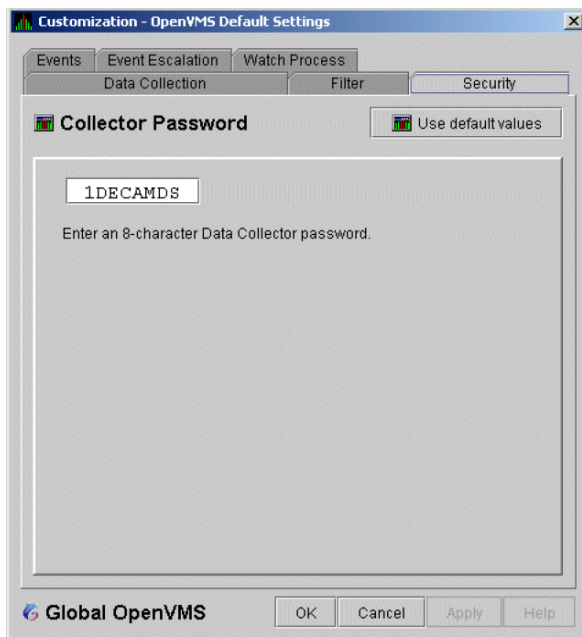 Customization - OpenVMS Default Settings
Events Event Escalation Watch Process
Data Collection Filter Security
Collector Password Use default values
1DECAMDS
Enter an 8-character Data Collector password.
Global OpenVMS OK Cancel Apply Help